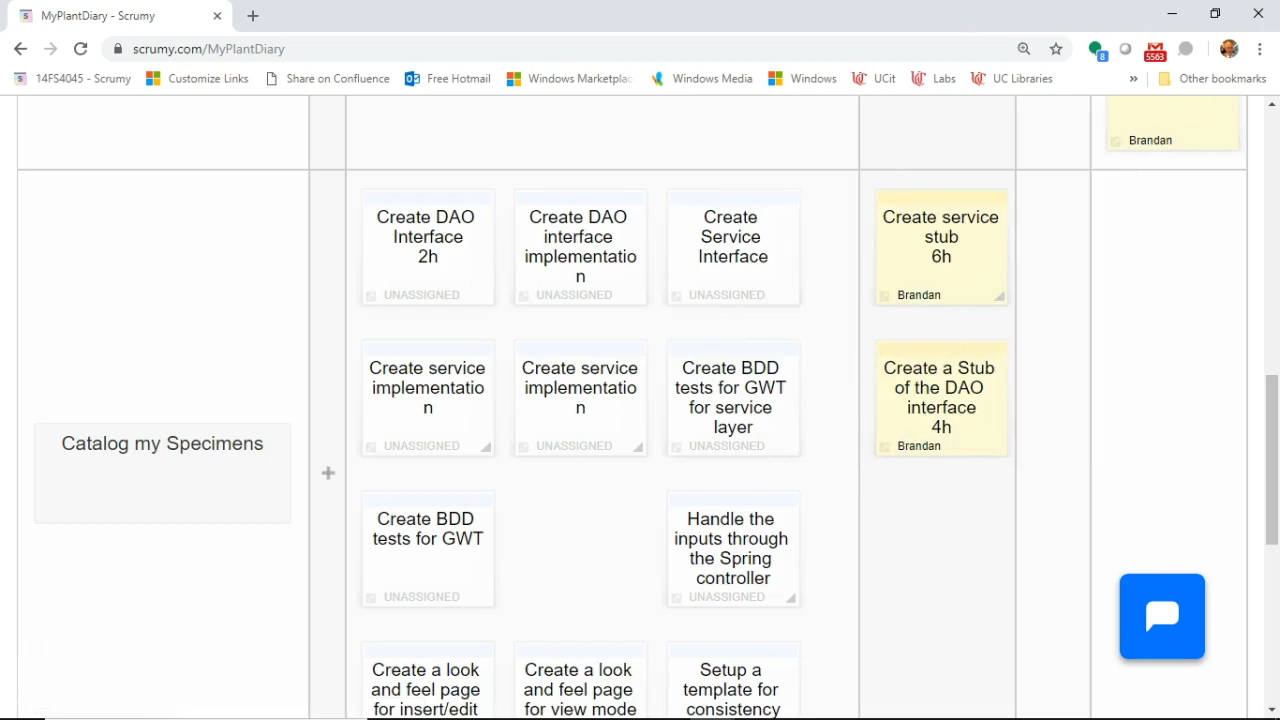 MyPlantDiary - Scrumy
scrumy.com/MyPlantDiary
8
5563
14FS4045 - Scrumy
Customize Links
Share on Confluence
Free Hotmail
Windows Marketplac
Windows Media
Windows
UCit
Labs
UC Libraries
»
Other bookmarks
Brandan
Create DAO
Interface
2h
UNASSIGNED
Create DAO
interface
implementatio
n
UNASSIGNED
Create
Service
Interface
UNASSIGNED
Create service
stub
6h
Brandan
Create service
implementatio
n
UNASSIGNED
Create service
implementatio
n
UNASSIGNED
Create BDD
tests for GWT
for service
layer
UNASSIGNED
Create a Stub
of the DAO
interface
4h
Brandan
Catalog my Specimens
+
Create BDD
tests for GWT
UNASSIGNED
Handle the
inputs through
the Spring
controller
UNASSIGNED
Create a look
and feel page
for insert/edit
Create a look
and feel page
for view mode
Setup a
template for
consistency